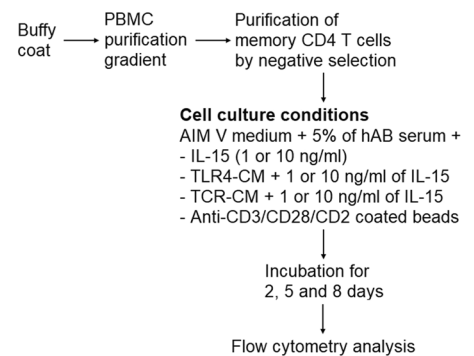 Buffy
coat
PBMC
purification
gradient
Purification of
memory CD4 T cells
by negative selection
Cell culture conditions
AIM V medium + 5% of hAB serum +
- IL-15 (1 or 10 ng/ml)
- TLR4-CM + 1 or 10 ng/ml of IL-15
- TCR-CM + 1 or 10 ng/ml of IL-15
- Anti-CD3/CD28/CD2 coated beads
Incubation for
2, 5 and 8 days
Flow cytometry analysis